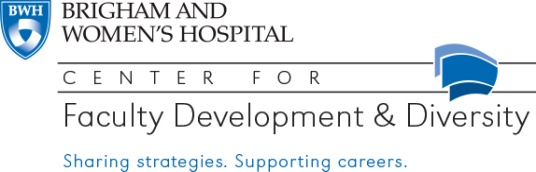 BWH
BRIGHAM AND
WOMEN'S HOSPITAL
CENTER FOR
Faculty Development & Diversity
Sharing strategies. Supporting careers.